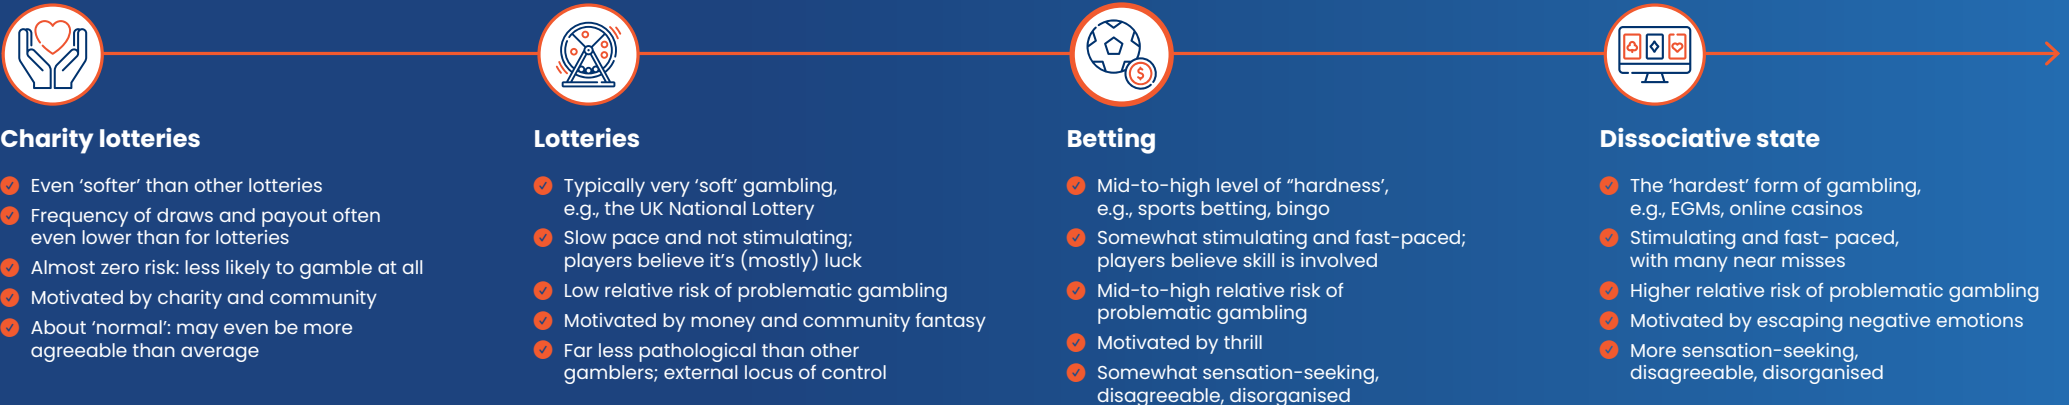 Charity lotteries
Even ‘softer’ than other lotteries
Frequency of draws and payout often
even lower than for lotteries
Almost zero risk: less likely to gamble at all
Motivated by charity and community
About ‘normal’: may even be more
agreeable than average
Lotteries
Typically very ‘soft’ gambling,
e.g., the UK National Lottery
Slow pace and not stimulating;
players believe it’s (mostly) luck
Low relative risk of problematic gambling
Motivated by money and community fantasy
Far less pathological than other
gamblers; external locus of control
$
Betting
Mid-to-high level of “hardness’,
e.g., sports betting, bingo
Somewhat stimulating and fast-paced;
players believe skill is involved
Mid-to-high relative risk of
problematic gambling
Motivated by thrill
Somewhat sensation-seeking,
disagreeable, disorganised
Dissociative state
The ‘hardest’ form of gambling,
e.g., EGMs, online casinos
Stimulating and fast- paced,
with many near misses
Higher relative risk of problematic gambling
Motivated by escaping negative emotions
More sensation-seeking,
disagreeable, disorganised